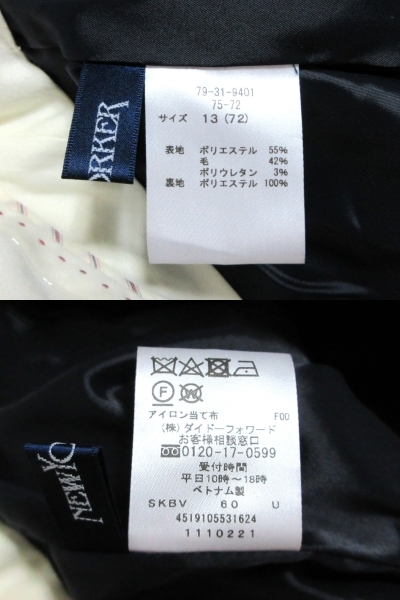 ORKER
79-31-9401
75-72
サイズ 13 (72)
表地 ポリエステル 55%
毛 42%
ポリウレタン 3%
裏地 ポリエステル 100%
NEWYO
F W
アイロン当て布 F00
(株) ダイドーフォワード
お客様相談窓口
0120-17-0599
受付時間
平日10時～18時
ベトナム製
SKBV 60 U
4519105531624
1110221